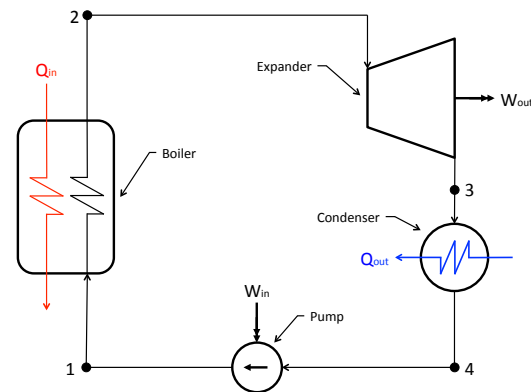 2
Qin
Expander
Wout
Boiler
3
Condenser
Qout
Win
Pump
1
4